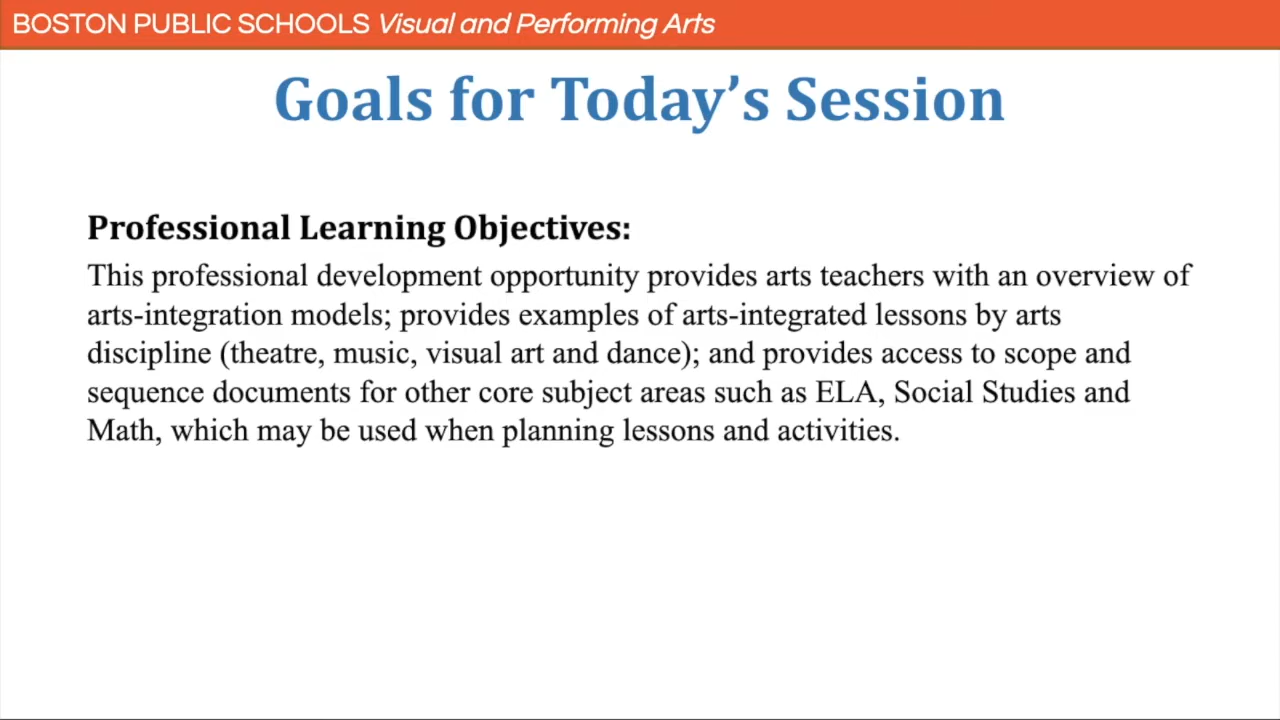 BOSTON PUBLIC SCHOOLS Visual and Performing Arts
Goals for Today’s Session
Professional Learning Objectives:
This professional development opportunity provides arts teachers with an overview of
arts-integration models; provides examples of arts-integrated lessons by arts
discipline (theatre, music, visual art and dance); and provides access to scope and
sequence documents for other core subject areas such as ELA, Social Studies and
Math, which may be used when planning lessons and activities.